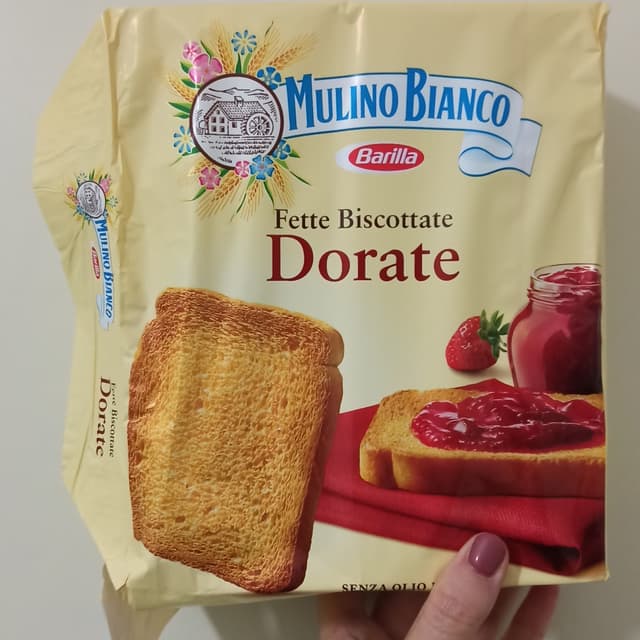 MULINO BIANCO
Barilla
Fette Biscottate
Dorate
SENZA OLIO
MULINO BIANCO
Barilla
Fette Biscottate
Dorate